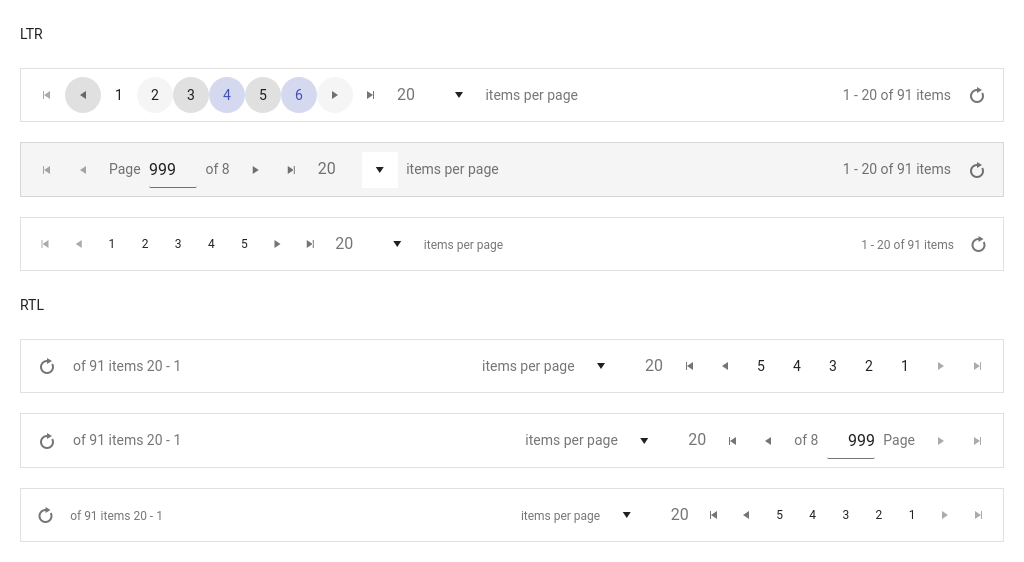 LTR
1 2 3 4 5 6 20 items per page 1 - 20 of 91 items
Page 999 of 8 20 items per page 1 - 20 of 91 items
1 2 3 4 5 20 items per page 1 - 20 of 91 items
RTL
of 91 items 20 - 1 items per page 20 5 4 3 2 1
of 91 items 20 - 1 items per page 20 of 8 999 Page
of 91 items 20 - 1 items per page 20 5 4 3 2 1